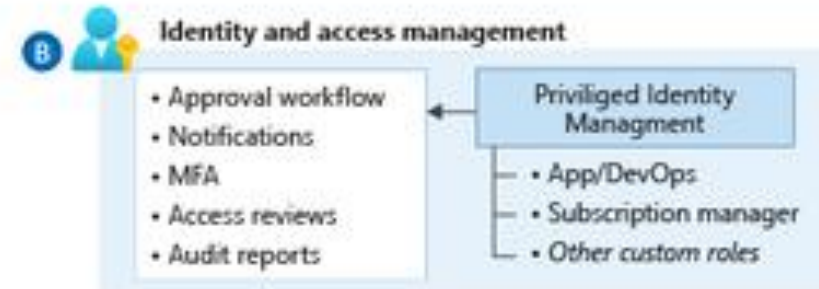 B
Identity and access management
• Approval workflow
• Notifications
• MFA
• Access reviews
• Audit reports
Priviliged Identity
Managment
• App/DevOps
• Subscription manager
• Other custom roles